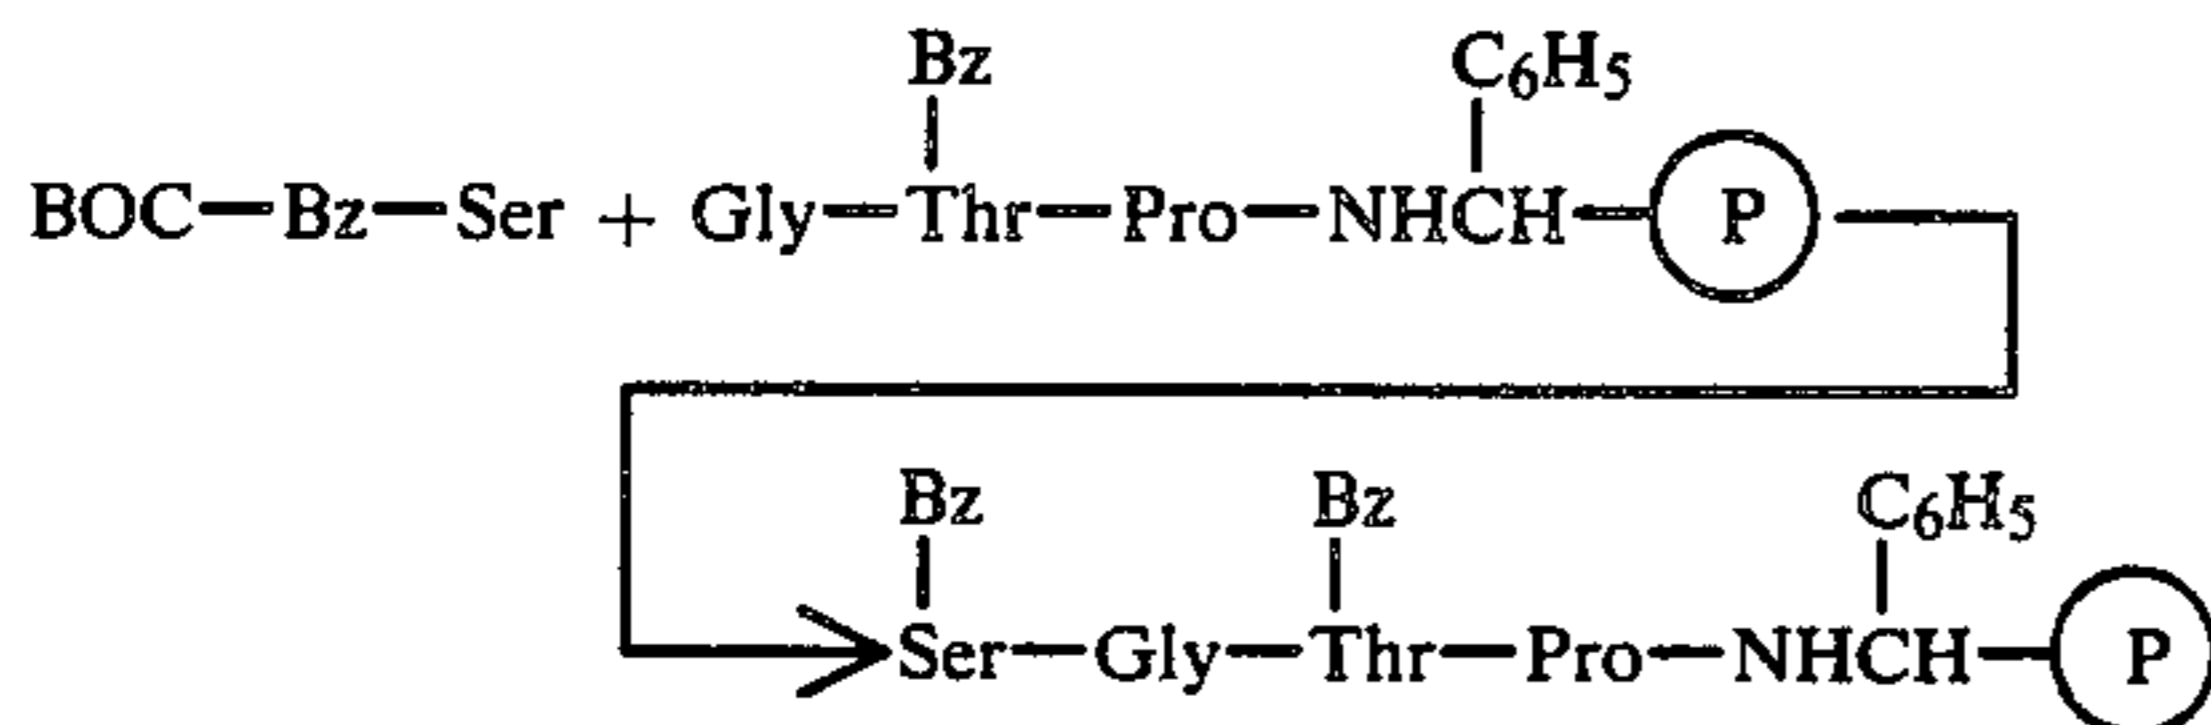 Bz C₆H₅
BOC—Bz—Ser + Gly—Thr—Pro—NHCH—P
Bz Bz C₆H₅
Ser—Gly—Thr—Pro—NHCH—P